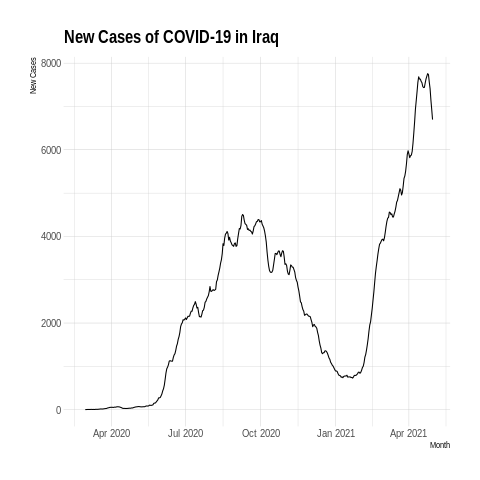 New Cases of COVID-19 in Iraq
New Cases
8000
6000
4000
2000
0
Apr 2020 Jul 2020 Oct 2020 Jan 2021 Apr 2021
Month